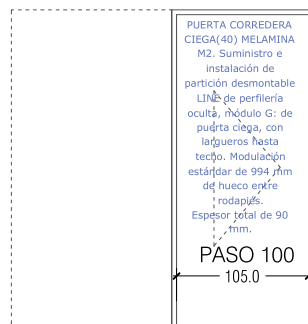 PUERTA CORREDERA
CIEGA(40) MELAMINA
M2. Suministro e
instalación de
partición desmontable
LINE de perfilería
oculta, módulo G: de
puerta ciega, con
largueros hasta
techo. Modulación
estándar de 994 mm
de hueco entre
rodapiés.
Espesor total de 90
mm.
PASO 100
105.0